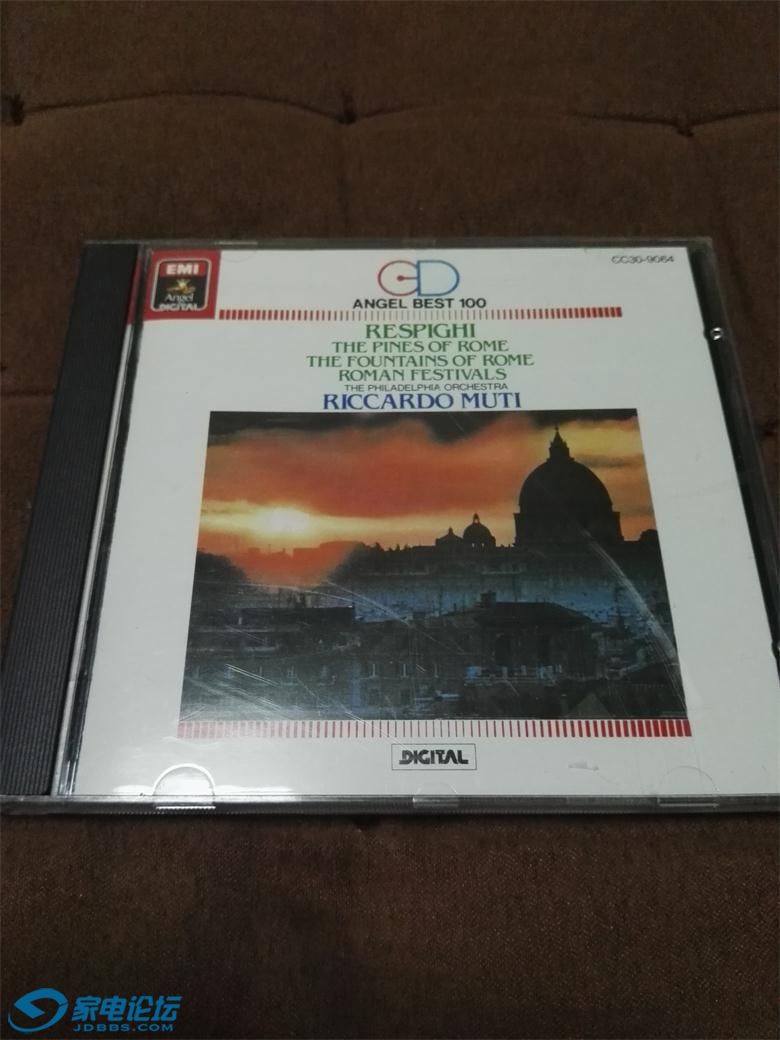 EMI
Angel
DIGITAL
CD
ANGEL BEST 100
CC30-9064
RESPIGHI
THE PINES OF ROME
THE FOUNTAINS OF ROME
ROMAN FESTIVALS
THE PHILADELPHIA ORCHESTRA
RICCARDO MUTI
DIGITAL
家电论坛
JDBBS.COM